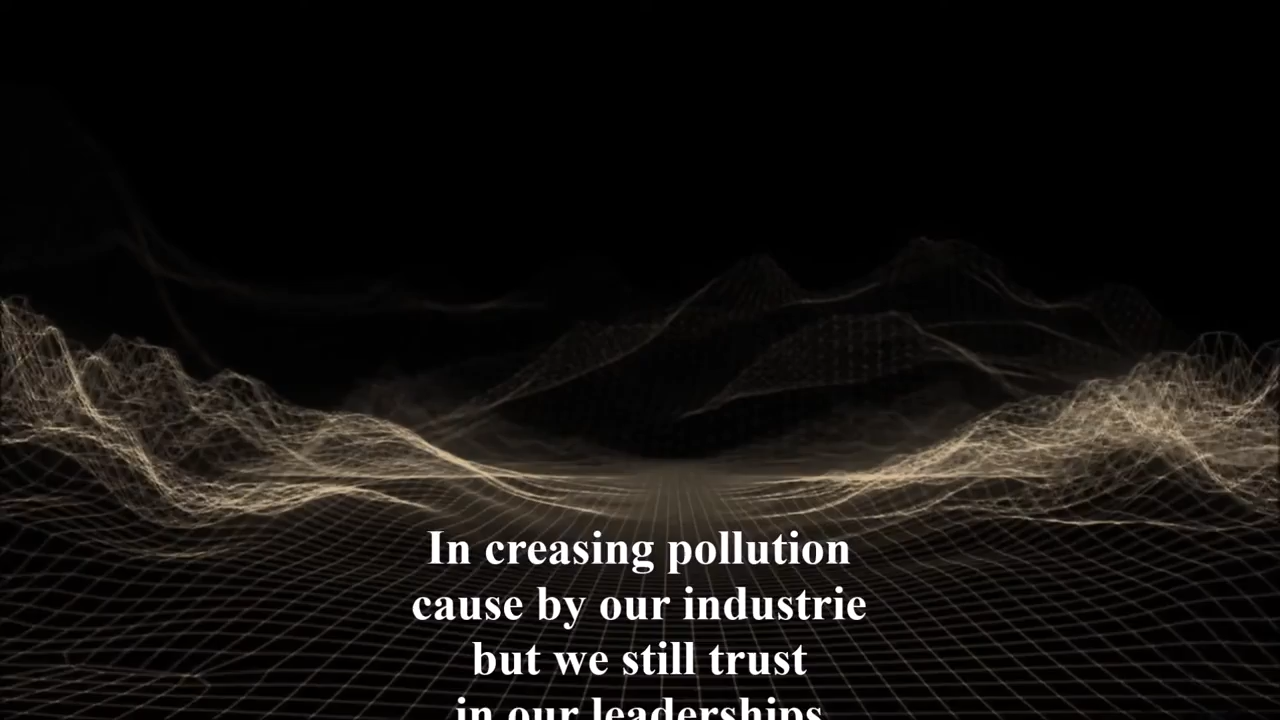 In creasing pollution
cause by our industrie
but we still trust
in our leaderships